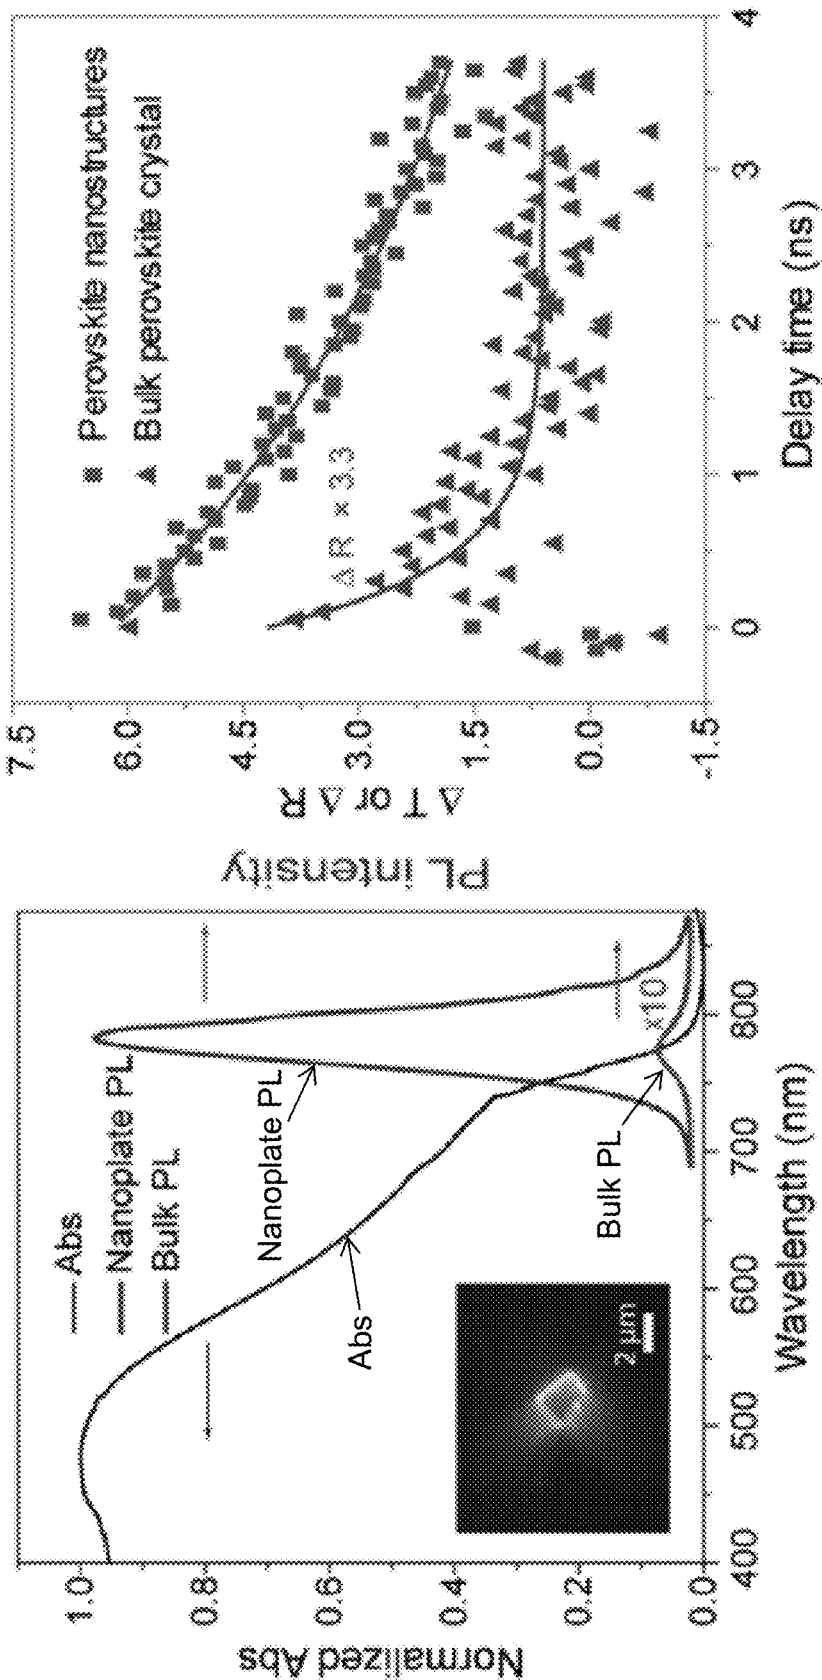 Normalized Abs
1.0
0.8
0.6
0.4
0.2
0.0
Abs
Nanoplate PL
Bulk PL
Nanoplate PL
Abs
Bulk PL
×10
2 μm
400
500
600
700
800
Wavelength (nm)
PL intensity
Δ T or Δ R
7.5
6.0
4.5
3.0
1.5
0.0
-1.5
Perovskite nanostructures
Bulk perovskite crystal
Δ R × 3.3
0
1
2
3
4
Delay time (ns)